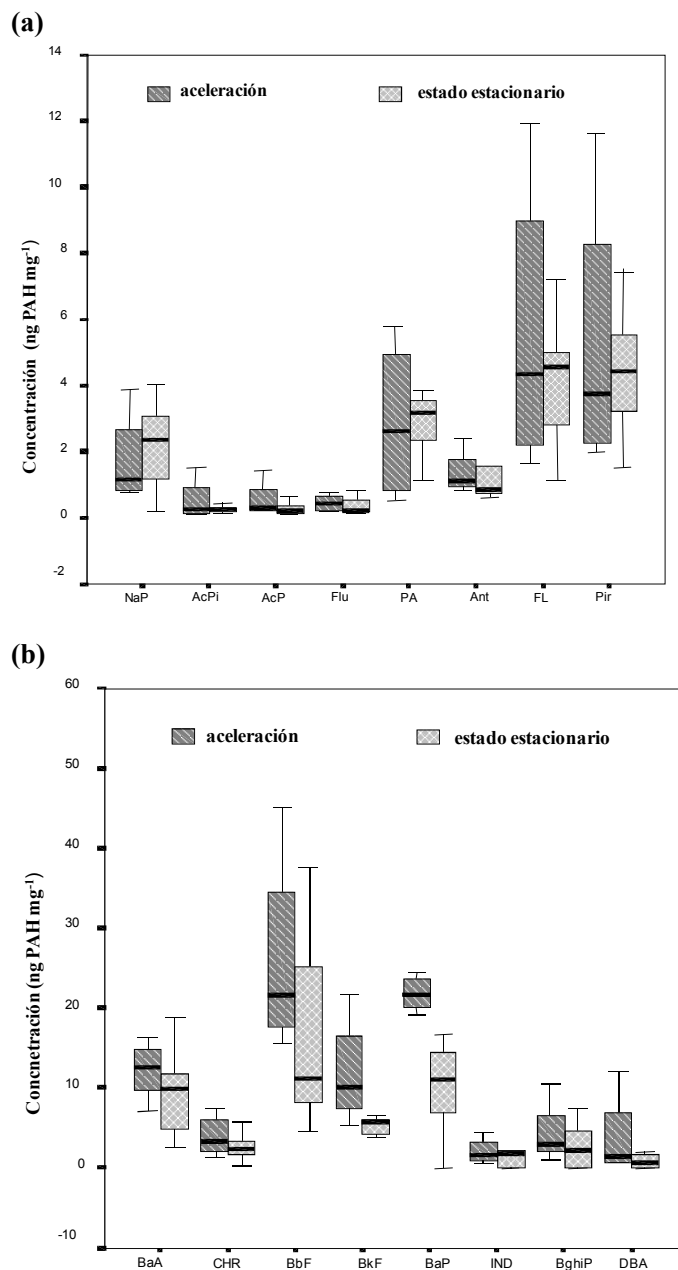 (a)
14
12
10
8
6
4
2
0
-2
Concentración (ng PAH mg-1)
aceleración
estado estacionario
NaP AcPi AcP Flu PA Ant FL Pir
(b)
60
50
40
30
20
10
0
-10
Concnetración (ng PAH mg-1)
aceleración
estado estacionario
BaA CHR BbF BkF BaP IND BghiP DBA